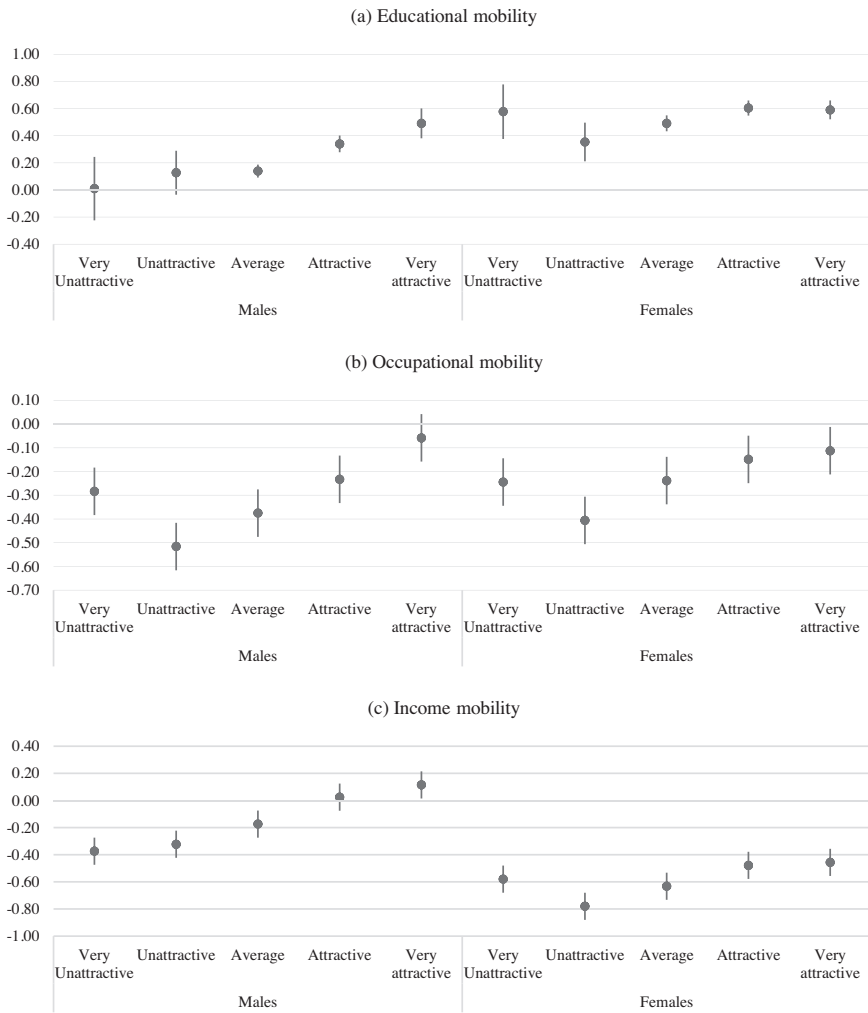 (a) Educational mobility
1.00
0.80
0.60
0.40
0.20
0.00
-0.20
-0.40
Very Unattractive Average Attractive Very Very Unattractive Average Attractive Very
Unattractive attractive Unattractive attractive
Males Females
(b) Occupational mobility
0.10
0.00
-0.10
-0.20
-0.30
-0.40
-0.50
-0.60
-0.70
Very Unattractive Average Attractive Very Very Unattractive Average Attractive Very
Unattractive attractive Unattractive attractive
Males Females
(c) Income mobility
0.40
0.20
0.00
-0.20
-0.40
-0.60
-0.80
-1.00
Very Unattractive Average Attractive Very Very Unattractive Average Attractive Very
Unattractive attractive Unattractive attractive
Males Females